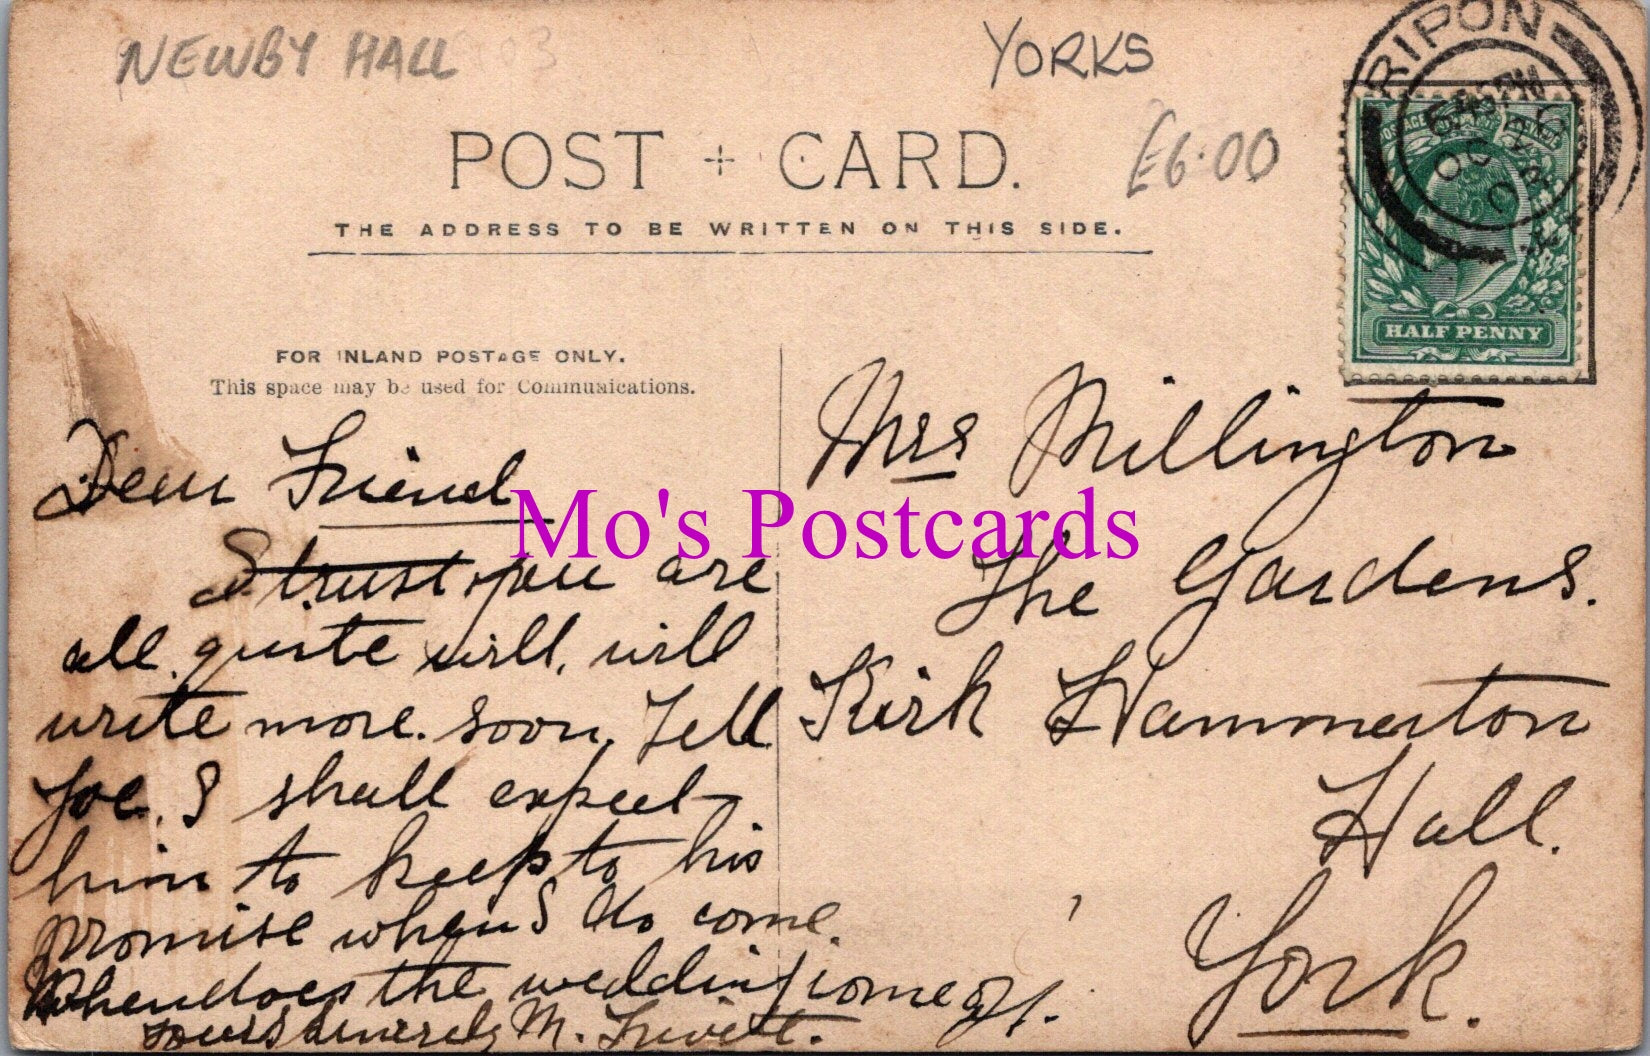 NEWBY HALL
YORKS
RIPON
£6.00
POST CARD.
THE ADDRESS TO BE WRITTEN ON THIS SIDE.
HALF PENNY
FOR INLAND POSTAGE ONLY.
This space may be used for Communications.
Dear Friend
I trust you are
all quite will, will
write more soon, Tell
Joe. I shall expect
him to keep to his
promise when I do come.
When does the wedding come of.
Yours Sincerely M.
Mrs Millington
The Gardens.
Kirk Hammerton
Hall.
York.
Mo's Postcards